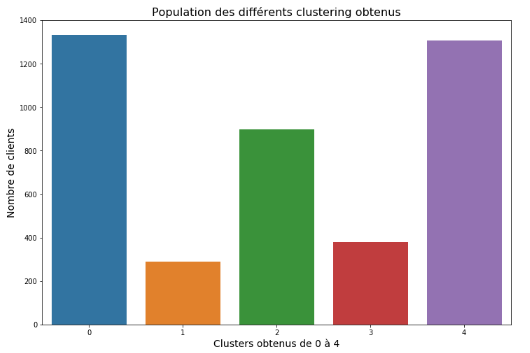 Population des différents clustering obtenus
1400
1200
1000
800
600
400
200
0
Nombre de clients
0 1 2 3 4
Clusters obtenus de 0 à 4